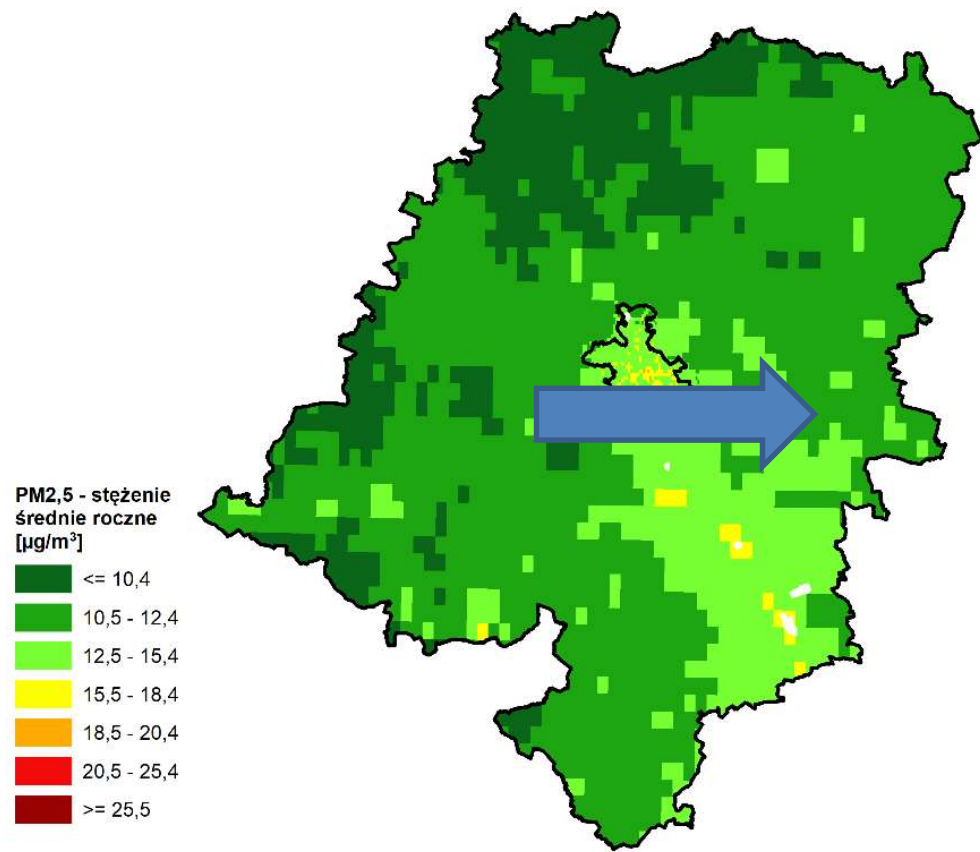 PM2,5 - stężenie
średnie roczne
[µg/m³]
<= 10,4
10,5 - 12,4
12,5 - 15,4
15,5 - 18,4
18,5 - 20,4
20,5 - 25,4
>= 25,5